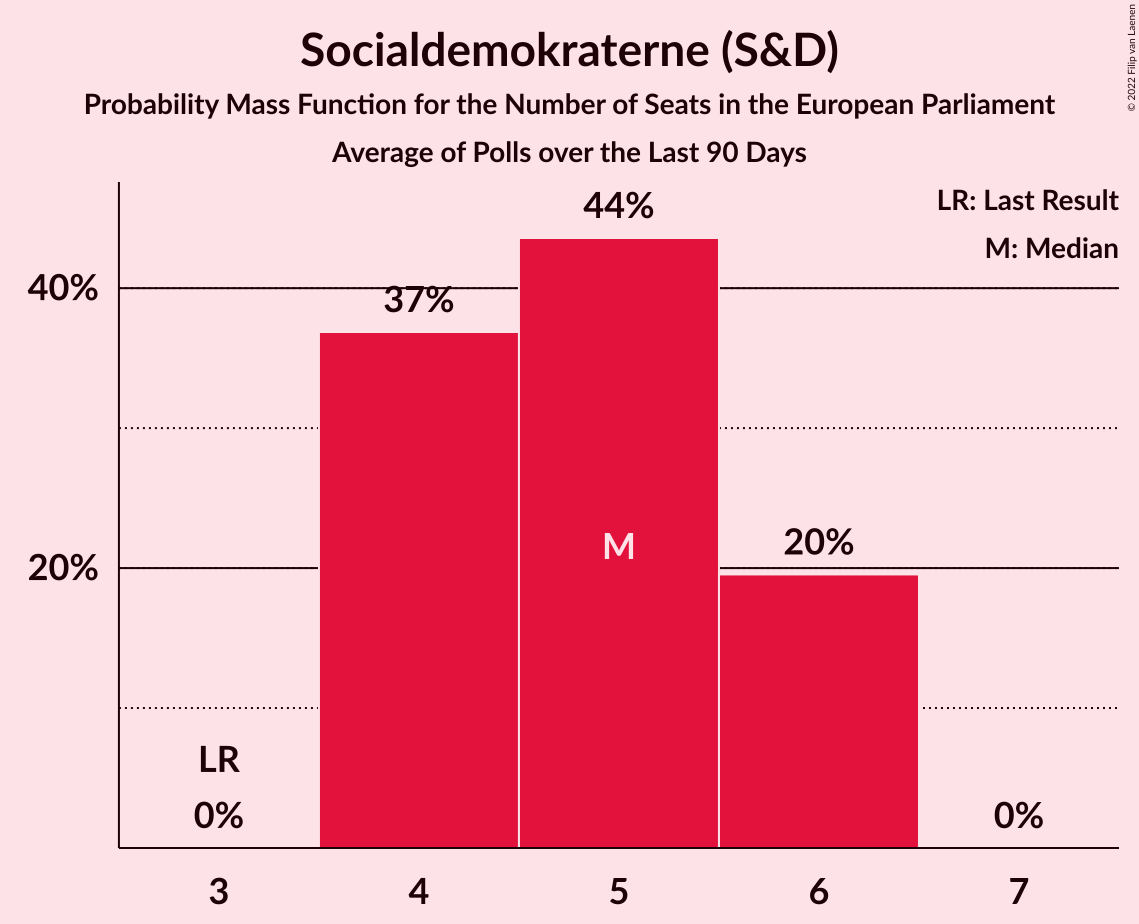 Socialdemokraterne (S&D)
Probability Mass Function for the Number of Seats in the European Parliament
Average of Polls over the Last 90 Days
© 2022 Filip van Laenen
LR: Last Result
M: Median
44%
40%
37%
M
20%
20%
LR
0%
0%
3 4 5 6 7